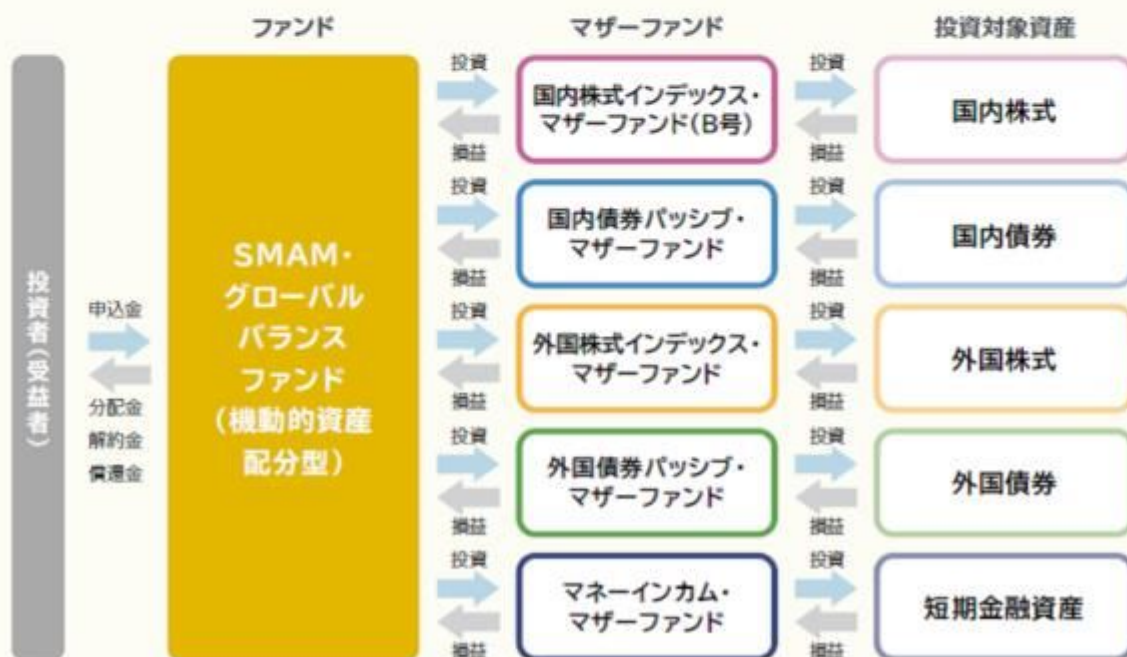 ファンド
マザーファンド
投資対象資産
投資者(受益者)
申込金
分配金
解約金
償還金
SMAM・
グローバル
バランス
ファンド
(機動的資産
配分型)
投資
損益
国内株式インデックス・
マザーファンド(B号)
投資
損益
国内株式
投資
損益
国内債券パッシブ・
マザーファンド
投資
損益
国内債券
投資
損益
外国株式インデックス・
マザーファンド
投資
損益
外国株式
投資
損益
外国債券パッシブ・
マザーファンド
投資
損益
外国債券
投資
損益
マネーインカム・
マザーファンド
投資
損益
短期金融資産